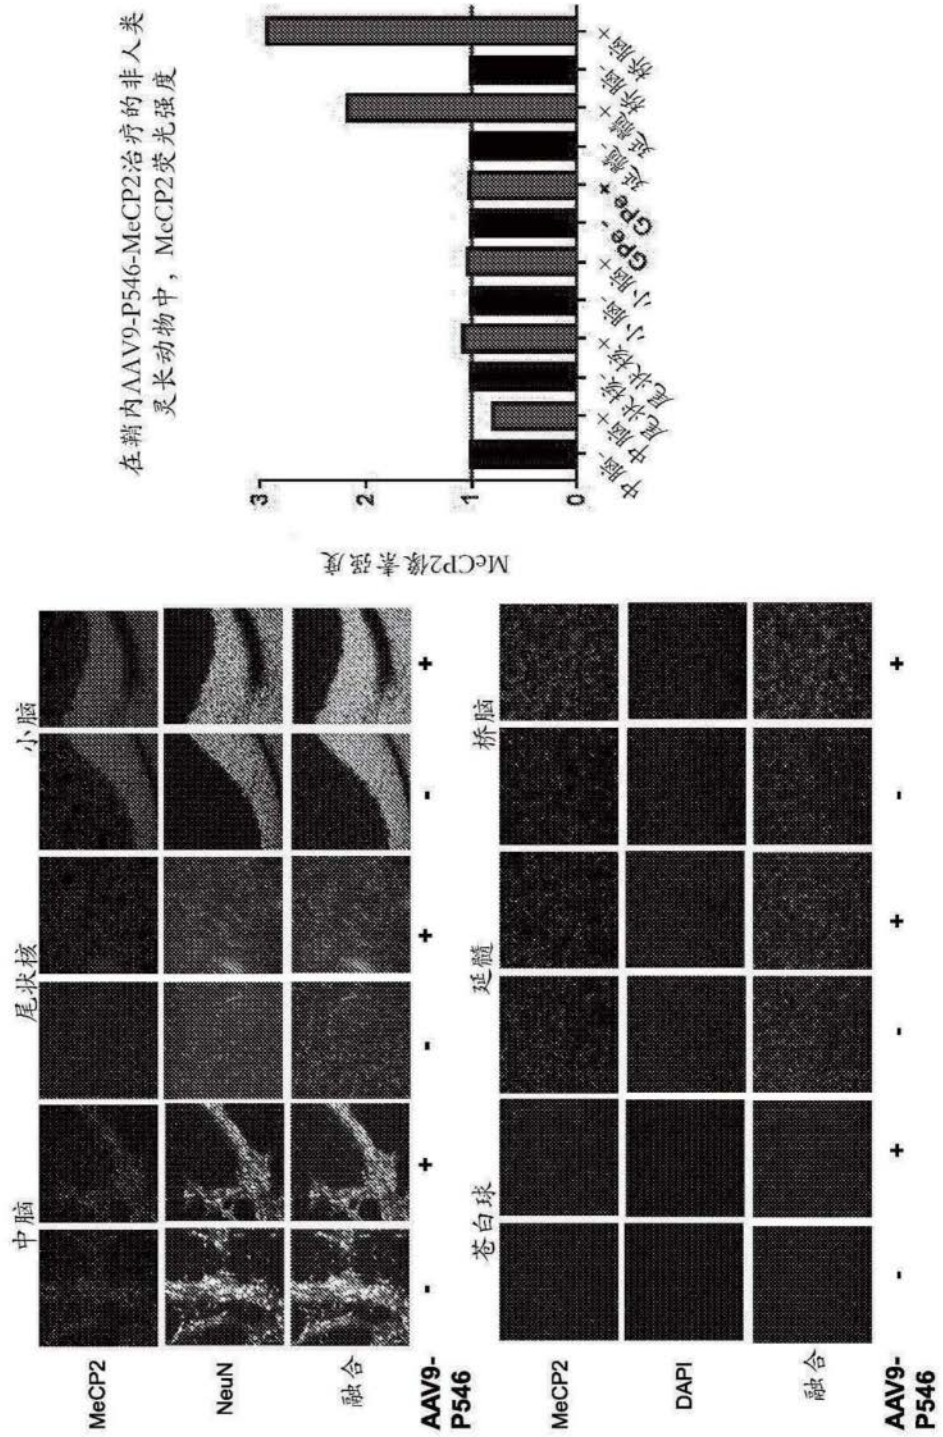 中脑
尾状核
小脑
MeCP2
NeuN
融合
AAV9-
P546
- + - + - +
苍白球
延髓
桥脑
MeCP2
DAPI
融合
AAV9-
P546
- + - + - +
在鞘内AAV9-P546-MeCP2治疗的非人类
灵长动物中，McCP2荧光强度
MeCP2像素强度
3
2
1
0
中脑-
中脑+
尾状核-
尾状核+
小脑-
小脑+
GPe -
GPe +
延髓-
延髓+
桥脑-
桥脑+